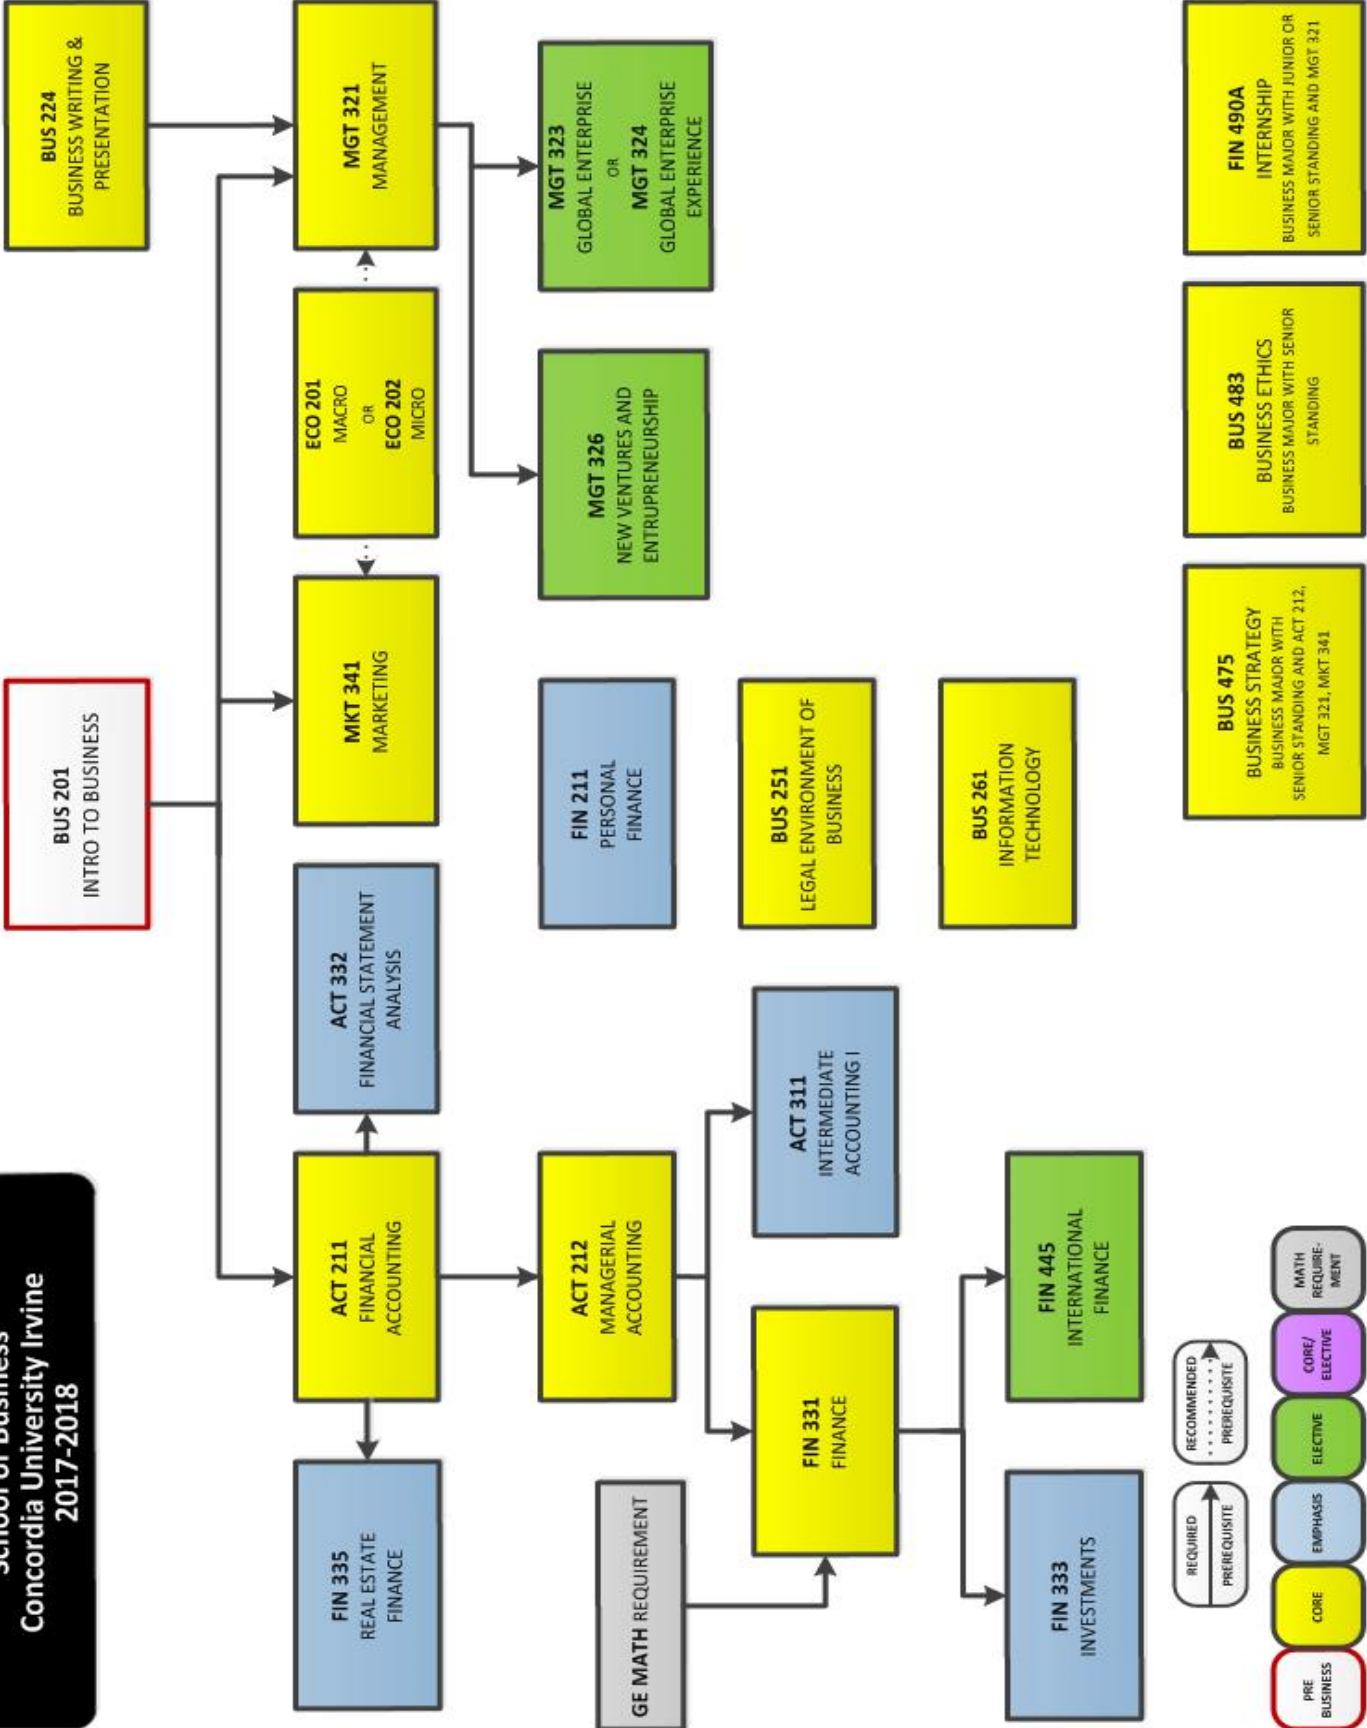 School of Business
Concordia University Irvine
2017-2018
BUS 201
INTRO TO BUSINESS
BUS 224
BUSINESS WRITING &
PRESENTATION
FIN 335
REAL ESTATE
FINANCE
ACT 211
FINANCIAL
ACCOUNTING
ACT 332
FINANCIAL STATEMENT
ANALYSIS
MKT 341
MARKETING
ECO 201
MACRO
OR
ECO 202
MICRO
MGT 321
MANAGEMENT
GE MATH REQUIREMENT
ACT 212
MANAGERIAL
ACCOUNTING
FIN 211
PERSONAL
FINANCE
MGT 326
NEW VENTURES AND
ENTRUPRENEURSHIP
MGT 323
GLOBAL ENTERPRISE
OR
MGT 324
GLOBAL ENTERPRISE
EXPERIENCE
FIN 331
FINANCE
ACT 311
INTERMEDIATE
ACCOUNTING I
BUS 251
LEGAL ENVIRONMENT OF
BUSINESS
FIN 333
INVESTMENTS
FIN 445
INTERNATIONAL
FINANCE
BUS 261
INFORMATION
TECHNOLOGY
REQUIRED
PREREQUISITE
RECOMMENDED
PREREQUISITE
PRE
BUSINESS
CORE
EMPHASIS
ELECTIVE
CORE/
ELECTIVE
MATH
REQUIRE-
MENT
BUS 475
BUSINESS STRATEGY
BUSINESS MAJOR WITH
SENIOR STANDING AND ACT 212,
MGT 321, MKT 341
BUS 483
BUSINESS ETHICS
BUSINESS MAJOR WITH SENIOR
STANDING
FIN 490A
INTERNSHIP
BUSINESS MAJOR WITH JUNIOR OR
SENIOR STANDING AND MGT 321